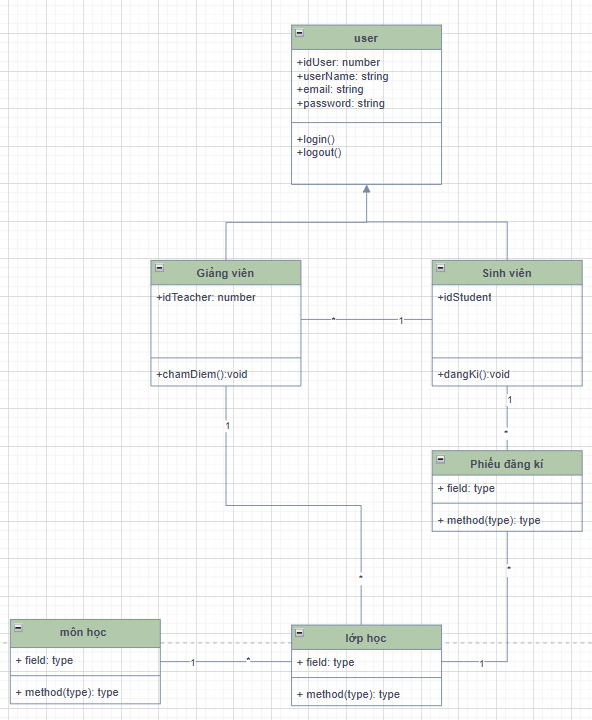 user
+idUser: number
+userName: string
+email: string
+password: string
+login()
+logout()
Giảng viên
+idTeacher: number
+chamDiem():void
*
1
Sinh viên
+idStudent
+dangKi():void
1
*
1
*
Phiếu đăng kí
+ field: type
+ method(type): type
*
1
môn học
+ field: type
+ method(type): type
1
*
lớp học
+ field: type
+ method(type): type